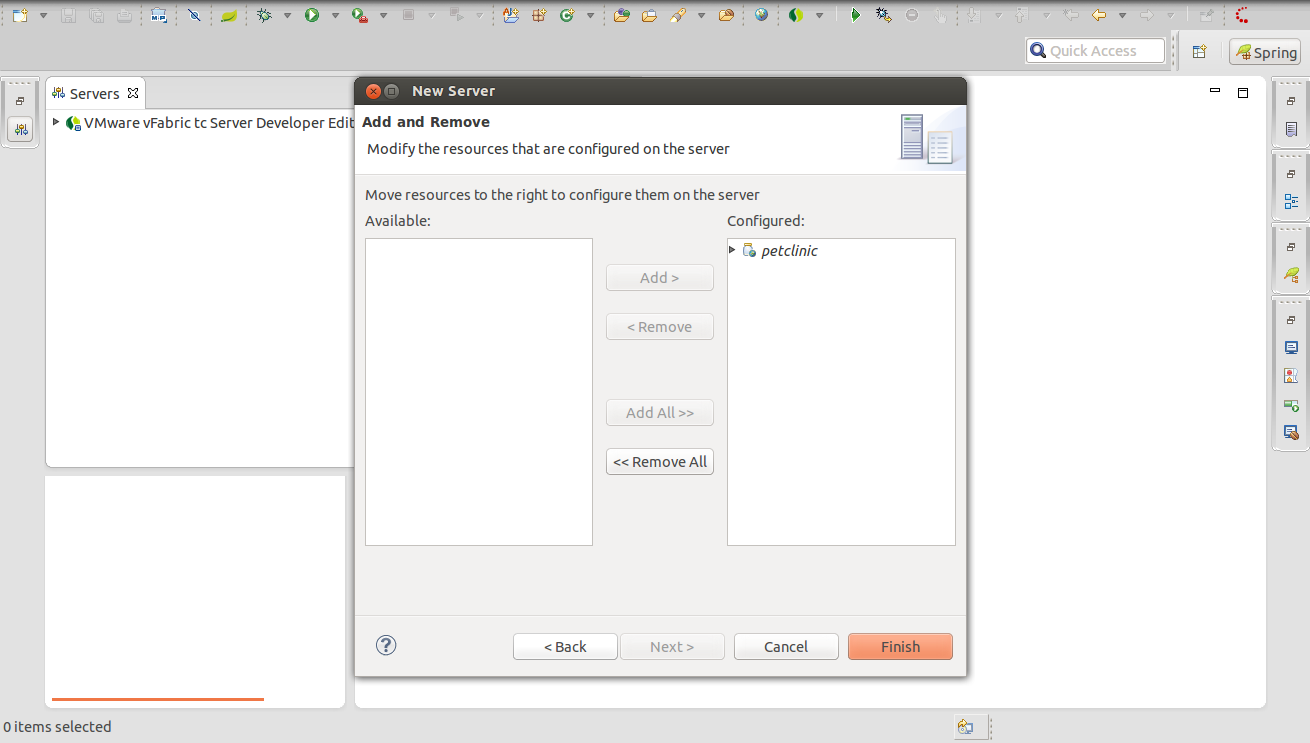 Quick Access
Spring
Servers
VMware vFabric tc Server Developer Edit
New Server
Add and Remove
Modify the resources that are configured on the server
Move resources to the right to configure them on the server
Available:
Configured:
petclinic
Add >
< Remove
Add All >>
<< Remove All
< Back
Next >
Cancel
Finish
0 items selected